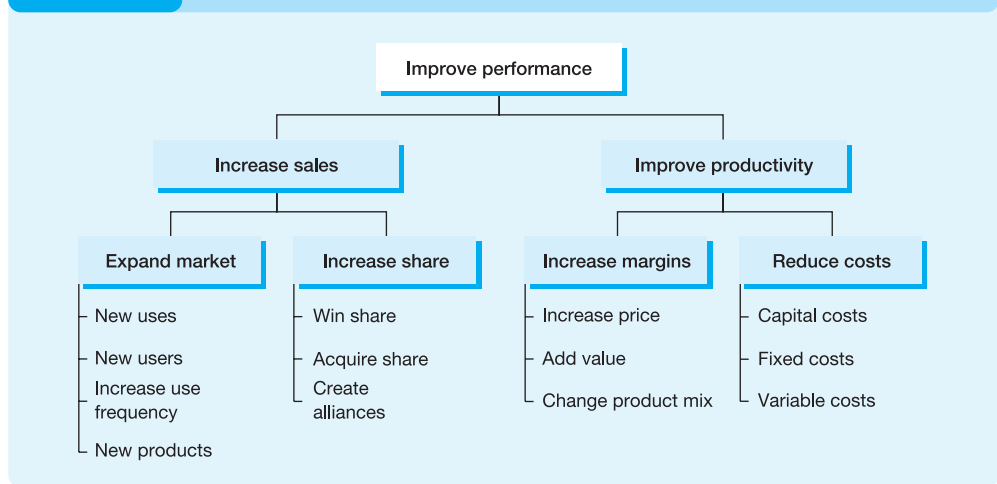 Improve performance
Increase sales
Improve productivity
Expand market
Increase share
Increase margins
Reduce costs
New uses
New users
Increase use
frequency
New products
Win share
Acquire share
Create
alliances
Increase price
Add value
Change product mix
Capital costs
Fixed costs
Variable costs